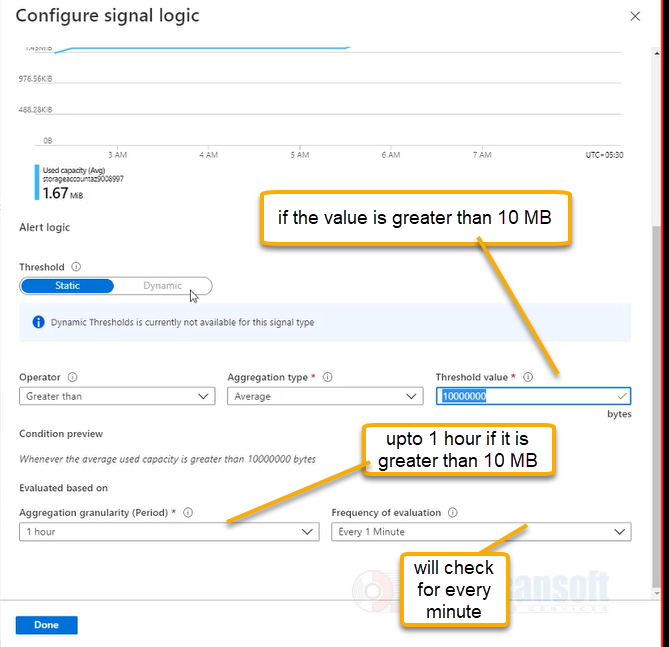 Configure signal logic
1.43MiB
976.56KiB
488.28KiB
0B
3 AM 4 AM 5 AM 6 AM 7 AM UTC+05:30
Used capacity (Avg)
storageaccountaz9008997
1.67 MiB
if the value is greater than 10 MB
Alert logic
Threshold
Static Dynamic
Dynamic Thresholds is currently not available for this signal type
Operator Aggregation type * Threshold value *
Greater than Average 10000000
bytes
Condition preview
Whenever the average used capacity is greater than 10000000 bytes
upto 1 hour if it is
greater than 10 MB
Evaluated based on
Aggregation granularity (Period) * Frequency of evaluation
1 hour Every 1 Minute
will check
for every
minute
Done